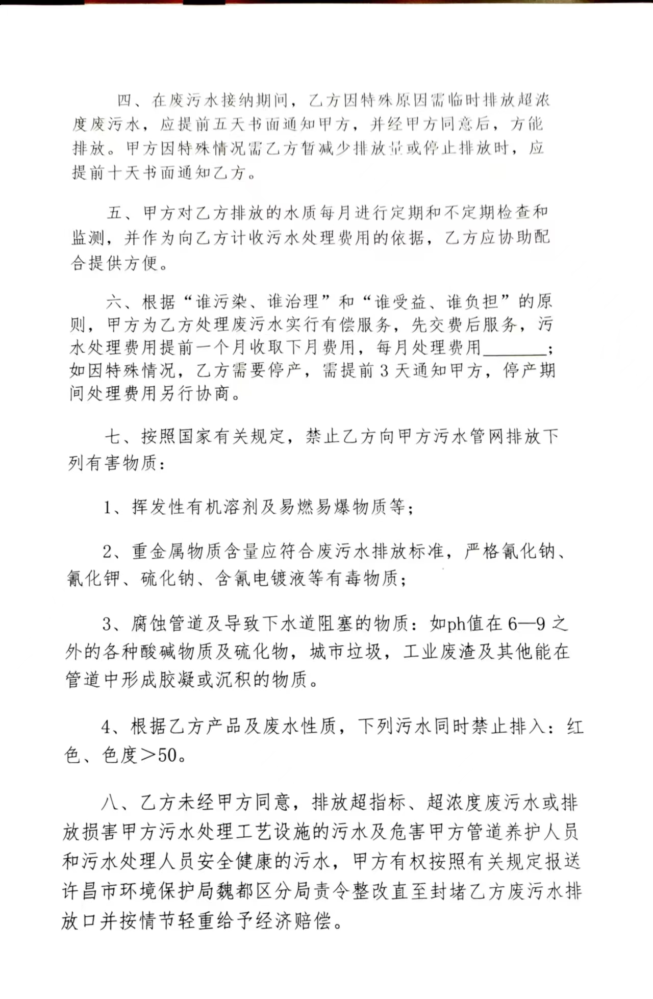 四、在废污水接纳期间，乙方因特殊原因需临时排放超浓
度废污水，应提前五天书面通知甲方，并经甲方同意后，方能
排放。甲方因特殊情况需乙方暂减少排放量或停止排放时，应
提前十天书面通知乙方。
五、甲方对乙方排放的水质每月进行定期和不定期检查和
监测，并作为向乙方计收污水处理费用的依据，乙方应协助配
合提供方便。
六、根据“谁污染、谁治理”和“谁受益、谁负担”的原
则，甲方为乙方处理废污水实行有偿服务，先交费后服务，污
水处理费用提前一个月收取下月费用，每月处理费用_______；
如因特殊情况，乙方需要停产，需提前 3 天通知甲方，停产期
间处理费用另行协商。
七、按照国家有关规定，禁止乙方向甲方污水管网排放下
列有害物质：
1、挥发性有机溶剂及易燃易爆物质等；
2、重金属物质含量应符合废污水排放标准，严格氰化钠、
氰化钾、硫化钠、含氰电镀液等有毒物质；
3、腐蚀管道及导致下水道阻塞的物质：如ph值在 6—9 之
外的各种酸碱物质及硫化物，城市垃圾，工业废渣及其他能在
管道中形成胶凝或沉积的物质。
4、根据乙方产品及废水性质，下列污水同时禁止排入：红
色、色度＞50。
八、乙方未经甲方同意，排放超指标、超浓度废污水或排
放损害甲方污水处理工艺设施的污水及危害甲方管道养护人员
和污水处理人员安全健康的污水，甲方有权按照有关规定报送
许昌市环境保护局魏都区分局责令整改直至封堵乙方废污水排
放口并按情节轻重给予经济赔偿。